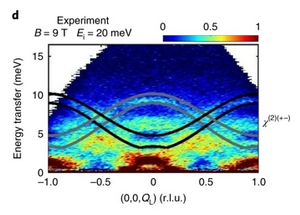 d
Experiment
B = 9 T Eᵢ = 20 meV
0 0.5 1
Energy transfer (meV)
15
10
5
0
χ⁽²⁾⁽⁺⁻⁾
−1.0 −0.5 0 0.5 1.0
(0,0,Q_L) (r.l.u.)